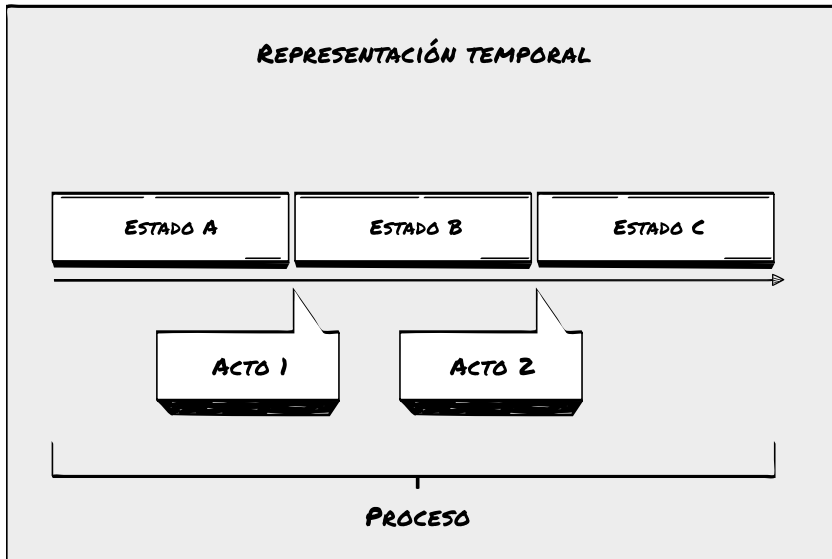 Representación temporal
Estado A
Estado B
Estado C
Acto 1
Acto 2
Proceso